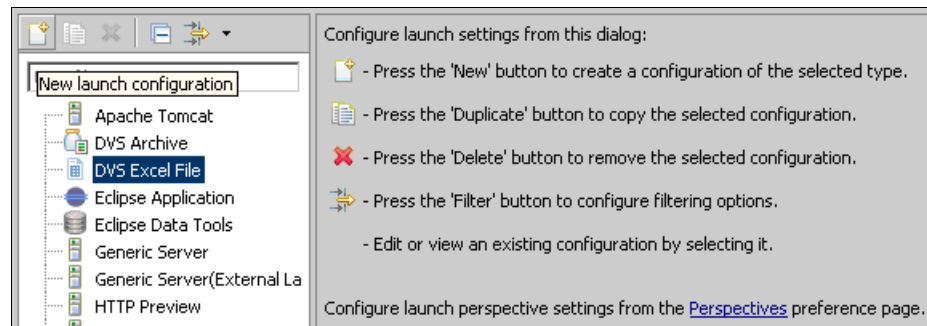 New launch configuration
Apache Tomcat
DVS Archive
DVS Excel File
Eclipse Application
Eclipse Data Tools
Generic Server
Generic Server(External La
HTTP Preview
Configure launch settings from this dialog:
- Press the 'New' button to create a configuration of the selected type.
- Press the 'Duplicate' button to copy the selected configuration.
- Press the 'Delete' button to remove the selected configuration.
- Press the 'Filter' button to configure filtering options.
- Edit or view an existing configuration by selecting it.
Configure launch perspective settings from the Perspectives preference page.